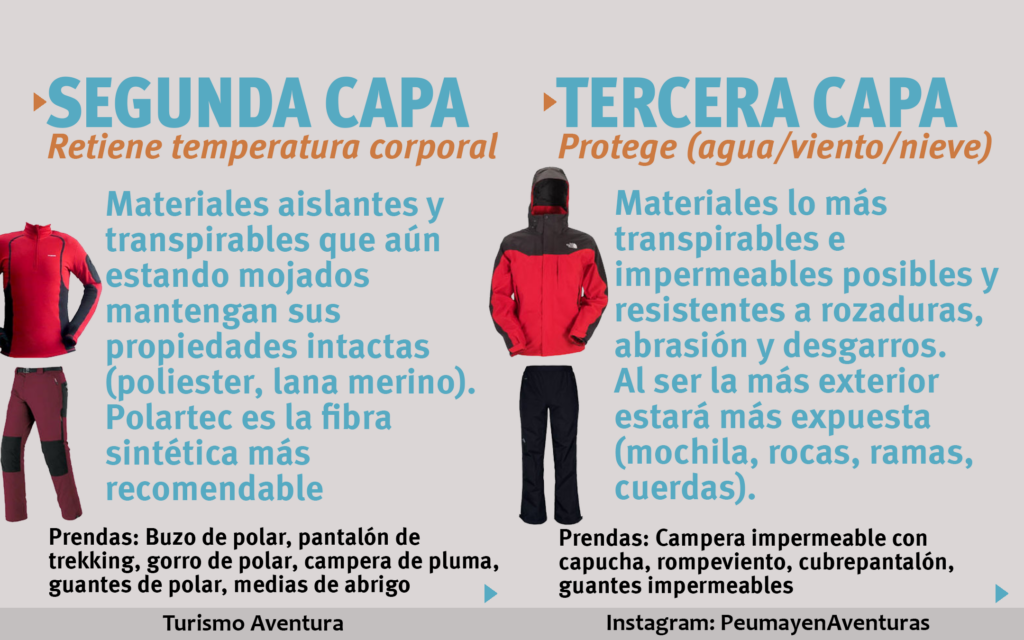 SEGUNDA CAPA
Retiene temperatura corporal
Materiales aislantes y
transpirables que aún
estando mojados
mantengan sus
propiedades intactas
(poliester, lana merino).
Polartec es la fibra
sintética más
recomendable
Prendas: Buzo de polar, pantalón de
trekking, gorro de polar, campera de pluma,
guantes de polar, medias de abrigo
Turismo Aventura
TERCERA CAPA
Protege (agua/viento/nieve)
Materiales lo más
transpirables e
impermeables posibles y
resistentes a rozaduras,
abrasión y desgarros.
Al ser la más exterior
estará más expuesta
(mochila, rocas, ramas,
cuerdas).
Prendas: Campera impermeable con
capucha, rompeviento, cubrepantalón,
guantes impermeables
Instagram: PeumayenAventuras